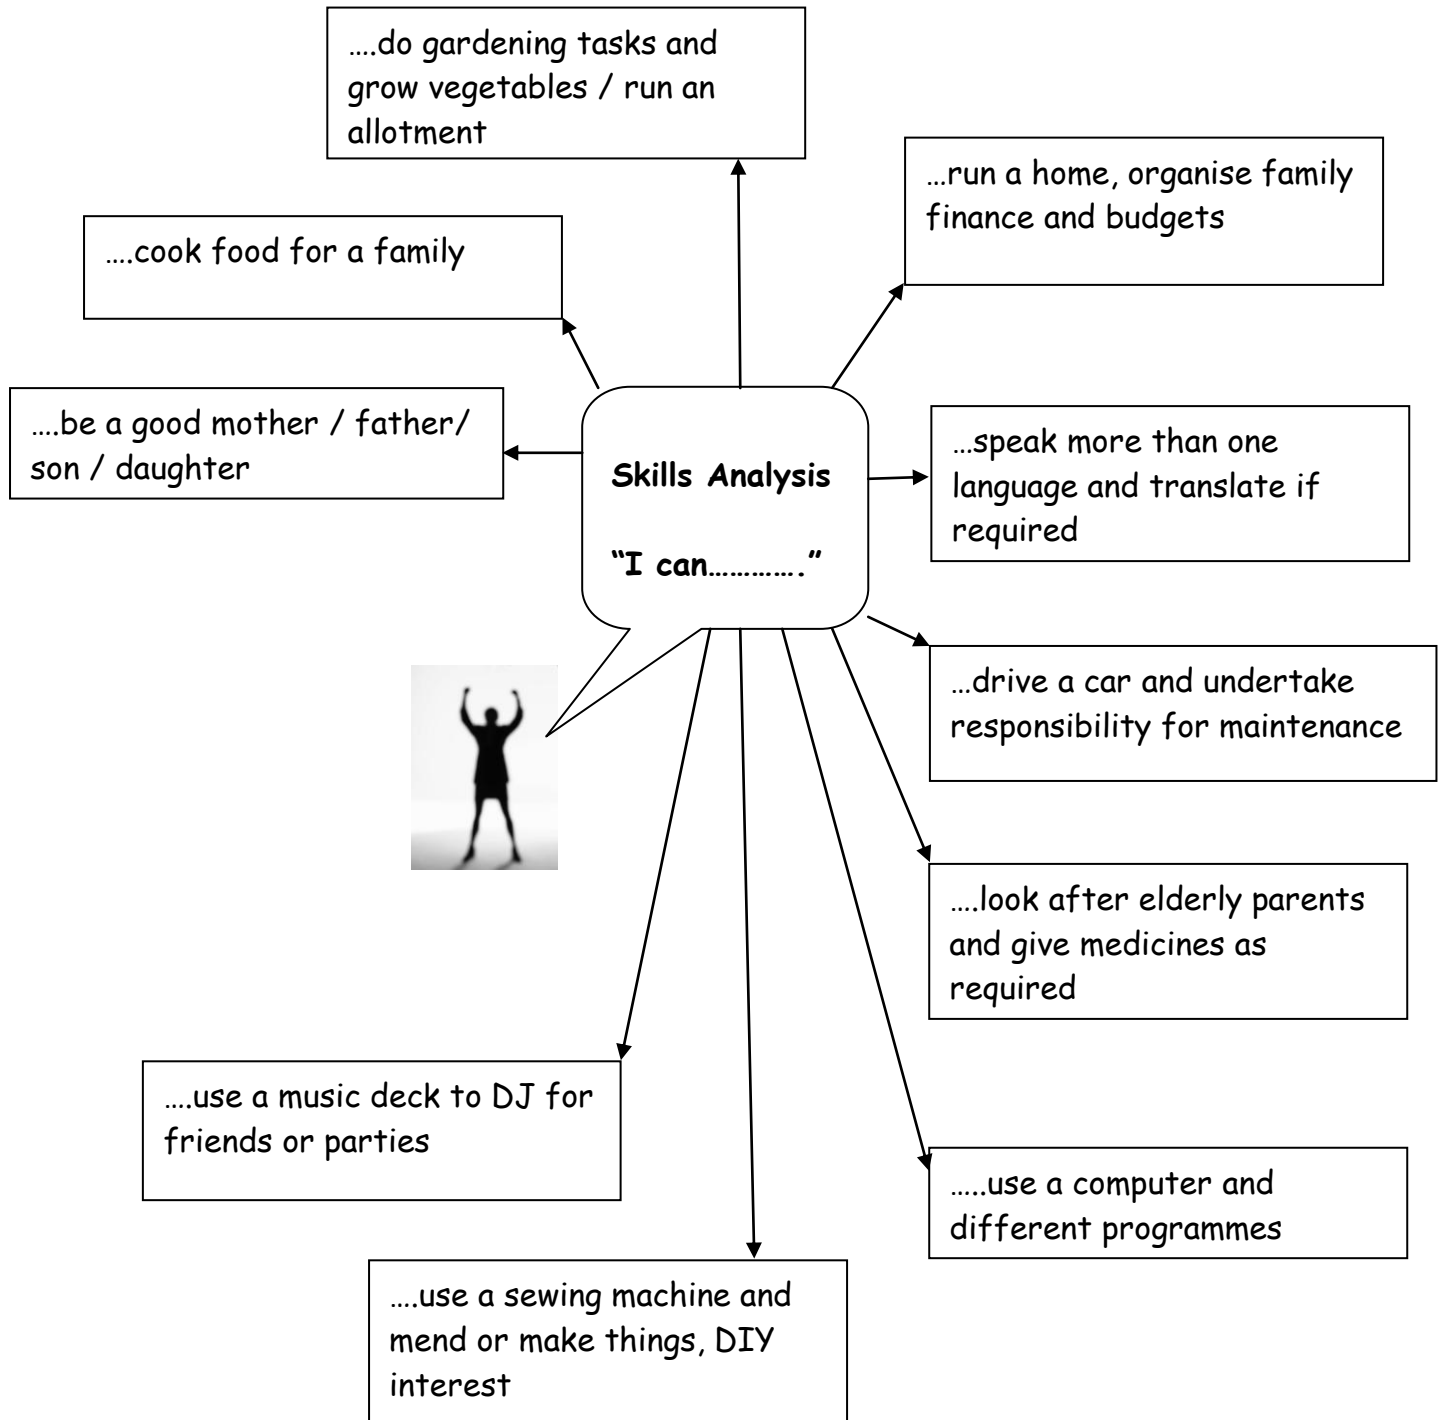 ….do gardening tasks and
grow vegetables / run an
allotment
…run a home, organise family
finance and budgets
….cook food for a family
….be a good mother / father/
son / daughter
Skills Analysis
“I can………….”
…speak more than one
language and translate if
required
…drive a car and undertake
responsibility for maintenance
….look after elderly parents
and give medicines as
required
….use a music deck to DJ for
friends or parties
…..use a computer and
different programmes
….use a sewing machine and
mend or make things, DIY
interest